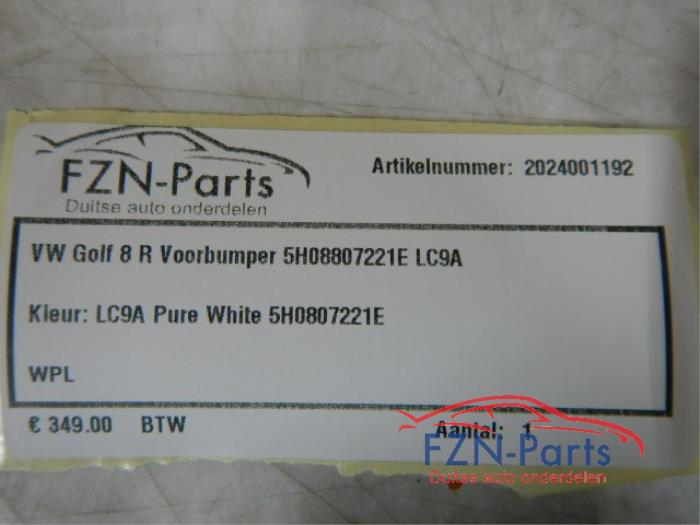 FZN-Parts
Duitse auto onderdelen
Artikelnummer: 2024001192
VW Golf 8 R Voorbumper 5H08807221E LC9A
Kleur: LC9A Pure White 5H0807221E
WPL
€ 349.00 BTW
Aantal: 1
FZN-Parts
Duitse auto onderdelen